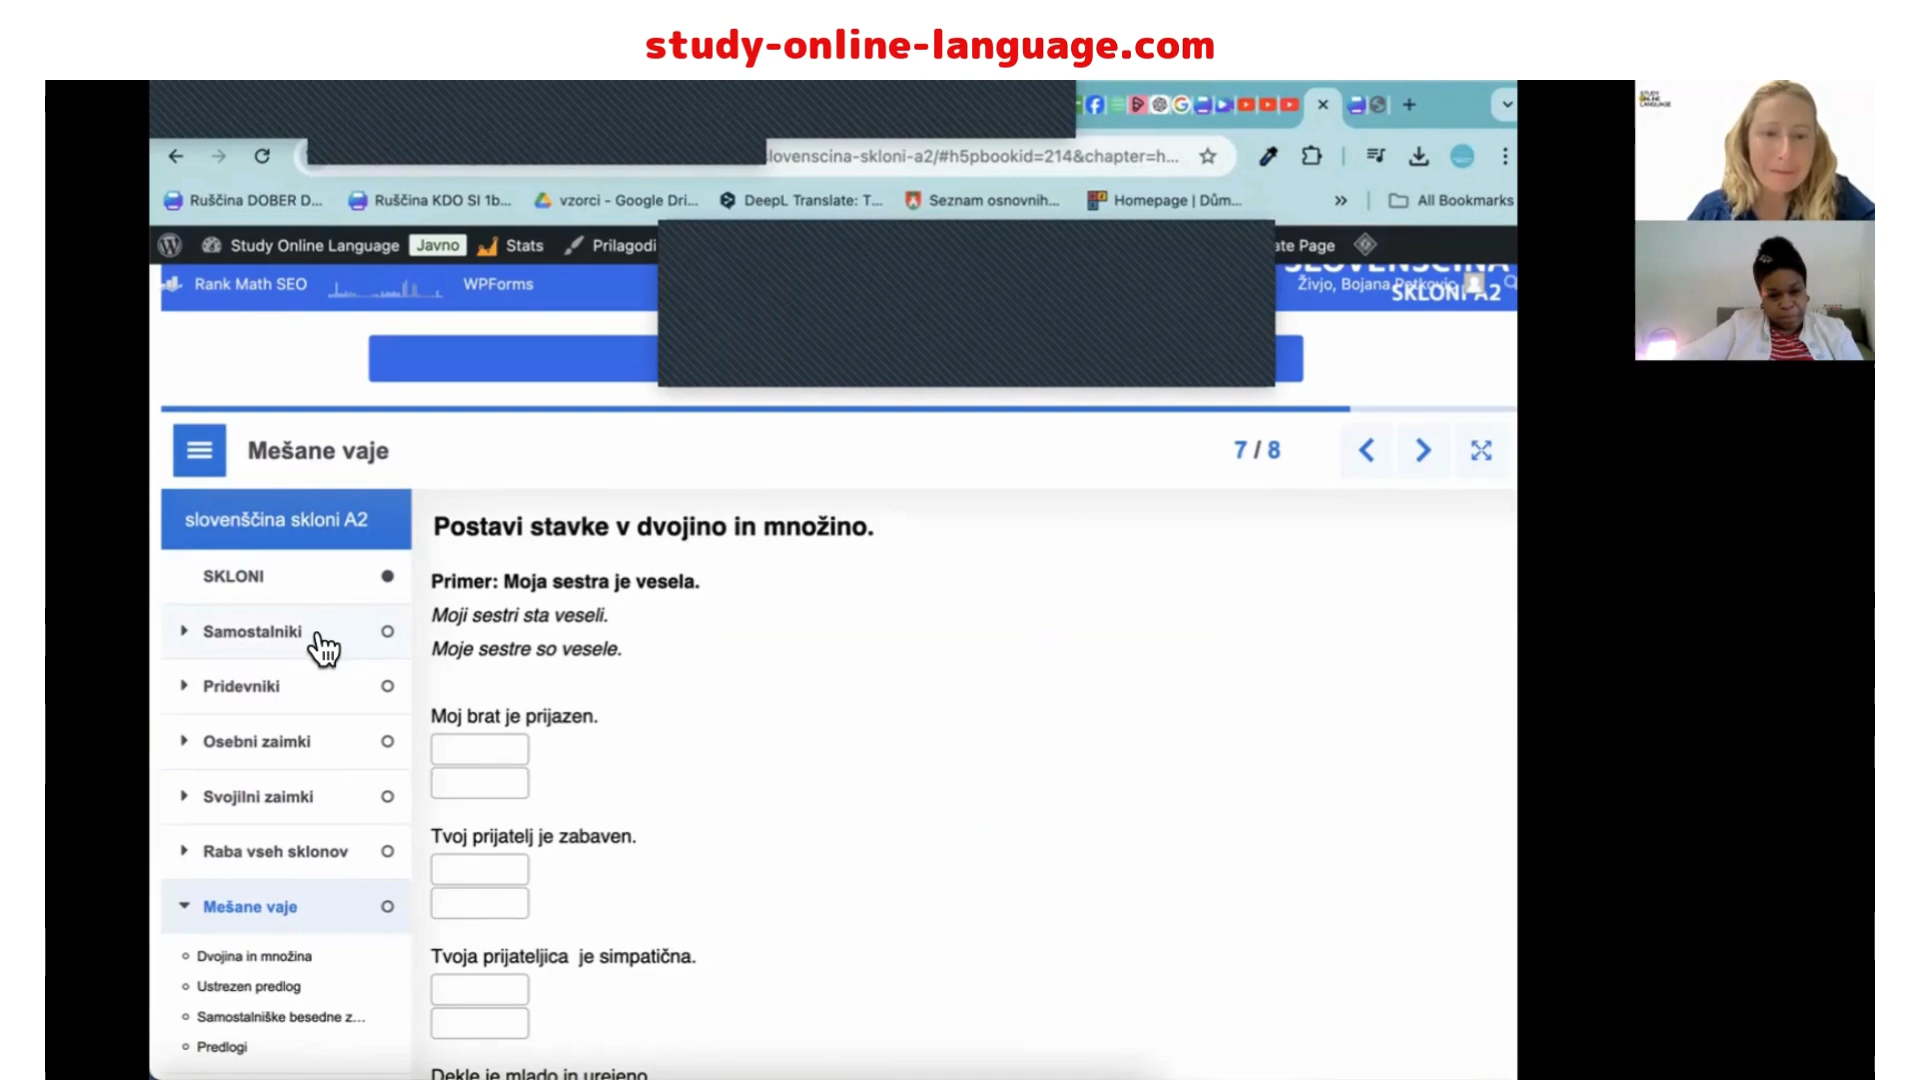 study-online-language.com
STUDY
ONLINE
LANGUAGE
lovenscina-skloni-a2/#h5pbookid=214&chapter=h...
Ruščina DOBER D...
Ruščina KDO SI 1b...
vzorci - Google Dri...
DeepL Translate: T...
Seznam osnovnih...
Homepage | Dům...
»
All Bookmarks
Study Online Language
Javno
Stats
Prilagodi
ate Page
Rank Math SEO
WPForms
SLOVENŠČINA
Živjo, Bojana Petkovic
SKLONI A2
Mešane vaje
7 / 8
slovenščina skloni A2
SKLONI
Samostalniki
Pridevniki
Osebni zaimki
Svojilni zaimki
Raba vseh sklonov
Mešane vaje
Dvojina in množina
Ustrezen predlog
Samostalniške besedne z...
Predlogi
Postavi stavke v dvojino in množino.
Primer: Moja sestra je vesela.
Moji sestri sta veseli.
Moje sestre so vesele.
Moj brat je prijazen.
Tvoj prijatelj je zabaven.
Tvoja prijateljica je simpatična.
Dekle je mlado in urejeno.